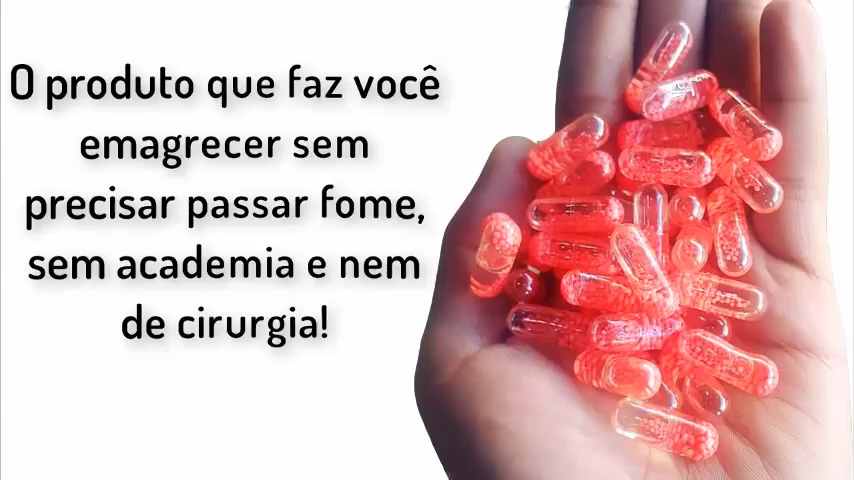 O produto que faz você
emagrecer sem
precisar passar fome,
sem academia e nem
de cirurgia!